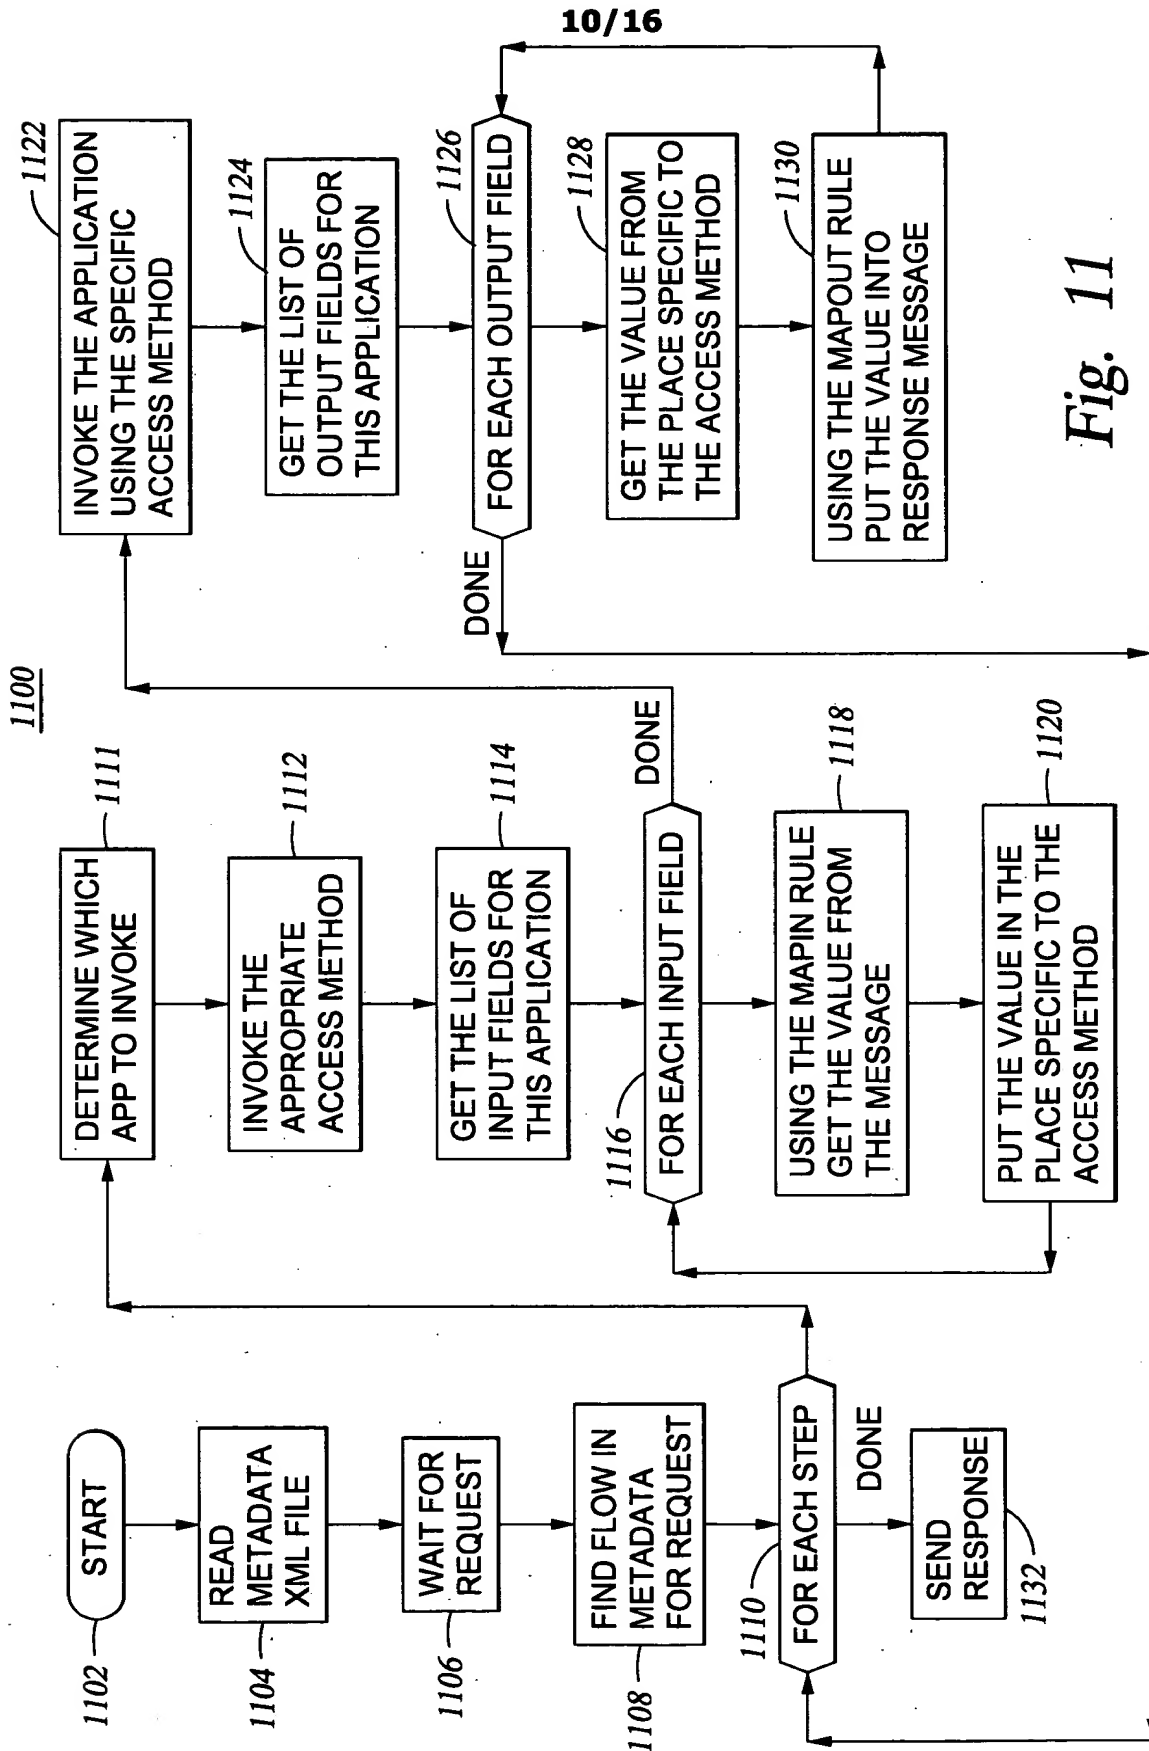 10/16
1100
START
1102
READ
METADATA
XML FILE
1104
WAIT FOR
REQUEST
1106
FIND FLOW IN
METADATA
FOR REQUEST
1108
FOR EACH STEP
1110
DONE
SEND
RESPONSE
1132
DETERMINE WHICH
APP TO INVOKE
1111
INVOKE THE
APPROPRIATE
ACCESS METHOD
1112
GET THE LIST OF
INPUT FIELDS FOR
THIS APPLICATION
1114
FOR EACH INPUT FIELD
1116
DONE
USING THE MAPIN RULE
GET THE VALUE FROM
THE MESSAGE
1118
PUT THE VALUE IN THE
PLACE SPECIFIC TO THE
ACCESS METHOD
1120
INVOKE THE APPLICATION
USING THE SPECIFIC
ACCESS METHOD
1122
GET THE LIST OF
OUTPUT FIELDS FOR
THIS APPLICATION
1124
FOR EACH OUTPUT FIELD
1126
DONE
GET THE VALUE FROM
THE PLACE SPECIFIC TO
THE ACCESS METHOD
1128
USING THE MAPOUT RULE
PUT THE VALUE INTO
RESPONSE MESSAGE
1130
Fig. 11